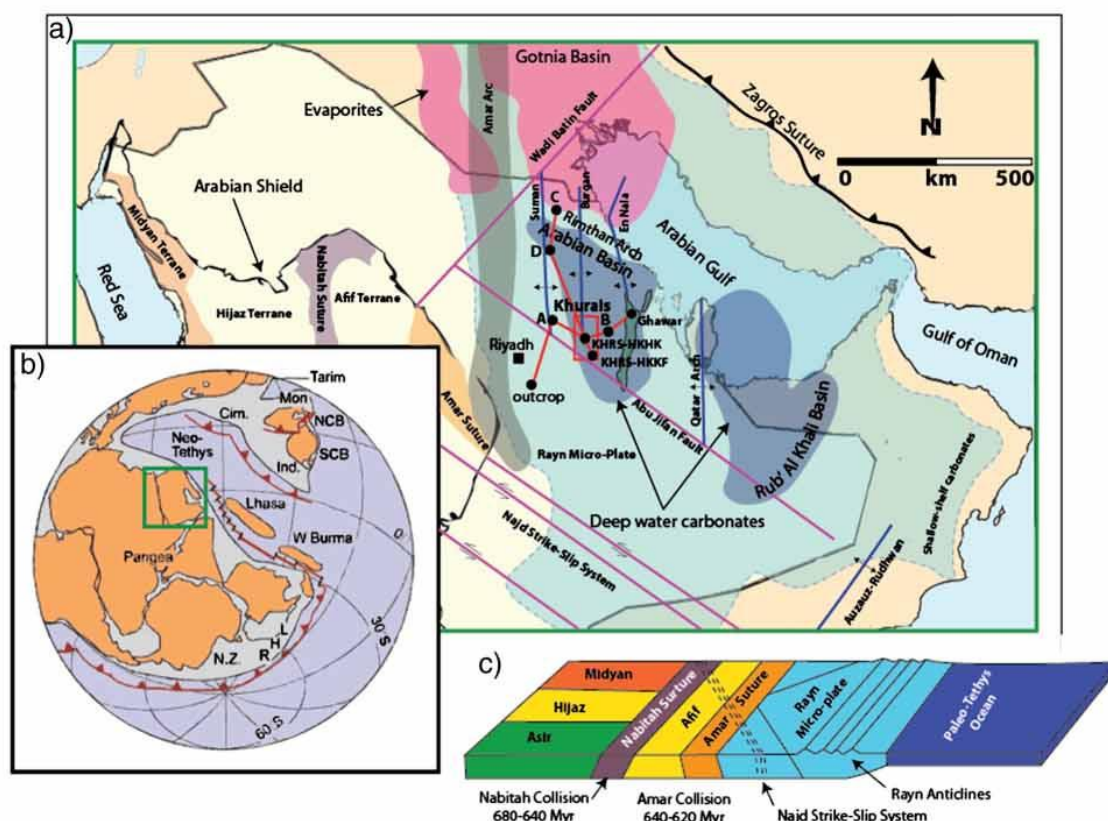 a)
Gotnia Basin
Evaporites
Amar Arc
Wadi Batin Fault
Zagros Suture
N
0 km 500
Arabian Shield
Midyan Terrane
Red Sea
Nabitah Suture
Hijaz Terrane
Afif Terrane
Suman
Burgan
En Nala
C
Rimthan Arch
Arabian Basin
D
Arabian Gulf
Khurals
A
B
Ghawar
KHRS-HKHK
KHRS-HKKF
Riyadh
outcrop
Gulf of Oman
Qatar Arch
Abu Jifan Fault
Amar Suture
Rayn Micro-Plate
Rub' Al Khali Basin
Deep water carbonates
Shallow-shelf carbonates
Najd Strike-Slip System
Auzauz-Rudhwan
b)
Tarim
Mon
Cim.
NCB
Neo-
Tethys
SCB
Ind.
Lhasa
0
W Burma
Pangea
30 S
L
H
R
N.Z.
60 S
c)
Midyan
Hijaz
Asir
Nabitah Surture
Afif
Amar Suture
Rayn
Micro-plate
Paleo-Tethys
Ocean
Rayn Anticlines
Nabitah Collision
680-640 Myr
Amar Collision
640-620 Myr
Naid Strike-Slip System